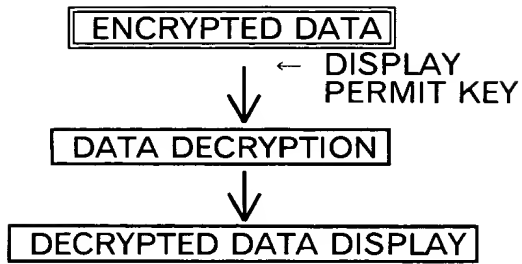 ENCRYPTED DATA
← DISPLAY
PERMIT KEY
DATA DECRYPTION
DECRYPTED DATA DISPLAY